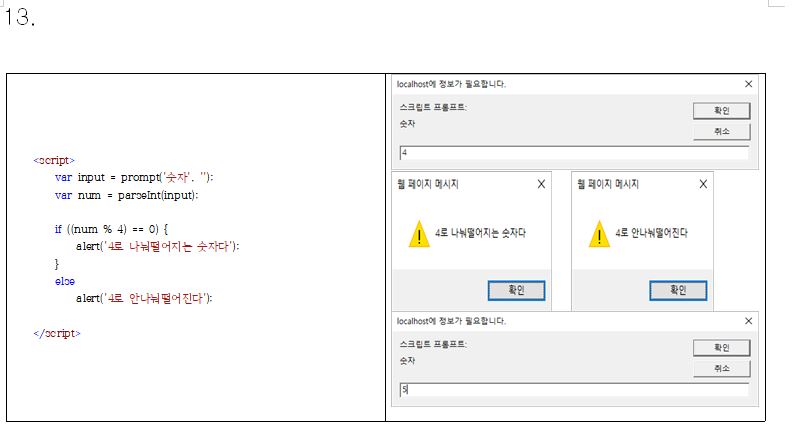 13.
<script>
var input = prompt('숫자', '');
var num = parseInt(input);
if ((num % 4) == 0) {
alert('4로 나눠떨어지는 숫자다');
}
else
alert('4로 안나눠떨어진다');
</script>
localhost에 정보가 필요합니다.
스크립트 프롬프트:
숫자
확인
취소
4
웹 페이지 메시지
4로 나눠떨어지는 숫자다
확인
웹 페이지 메시지
4로 안나눠떨어진다
확인
localhost에 정보가 필요합니다.
스크립트 프롬프트:
숫자
확인
취소
5